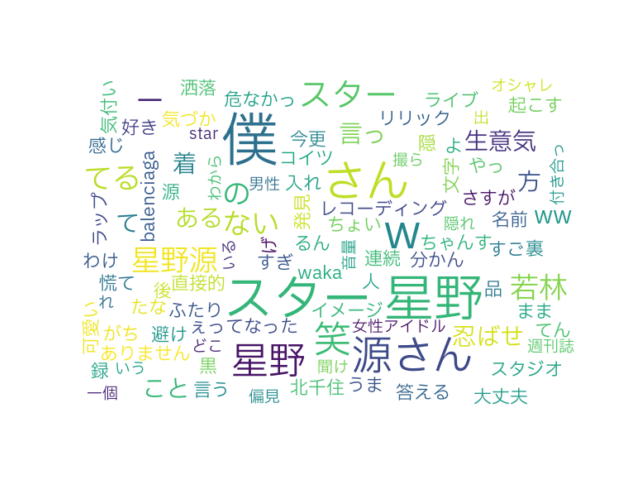 洒落
オシャレ
スター
気付い
一
危なかっ
ライブ
起こす
好き
気づか
リリック
出
star
僕
今更
言っ
隠
よ
生意気
感じ
コイツ
撮ら
付き合っ
着
さん
文字
やっ
方
balenciaga
てる
源
わから
男性
入れ
の
さすが
ラップ
て
ある
ない
発見
レコーディング
名前
ww
ちょい
隠れ
w
ちゃんす
すご
裏
わけ
星野源
る
い
げ
るん
音量
分かん
すぎ
連続
慌て
後
直接的
waka
人
スター
星野
品
若林
れ
たな
ふたり
イメージ
まま
可愛い
がち
避け
えってなった
女性アイドル
忍ばせ
てん
ありません
どこ
星野
笑
源さん
週刊誌
録
いう
黒
聞け
スタジオ
一個
こと
言う
北千住
うま
答える
偏見
大丈夫